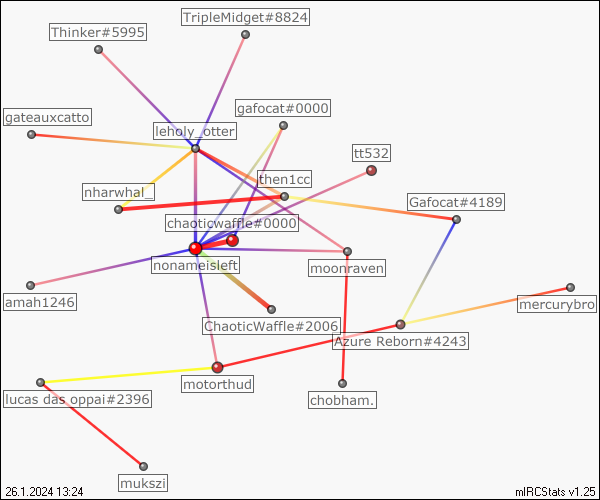 TripleMidget#8824
Thinker#5995
gafocat#0000
gateauxcatto
leholy_otter
tt532
then1cc
nharwhal_
Gafocat#4189
chaoticwaffle#0000
nonameisleft
moonraven
amah1246
mercurybro
ChaoticWaffle#2006
Azure Reborn#4243
motorthud
lucas das oppai#2396
chobham.
mukszi
26.1.2024 13:24
mIRCStats v1.25